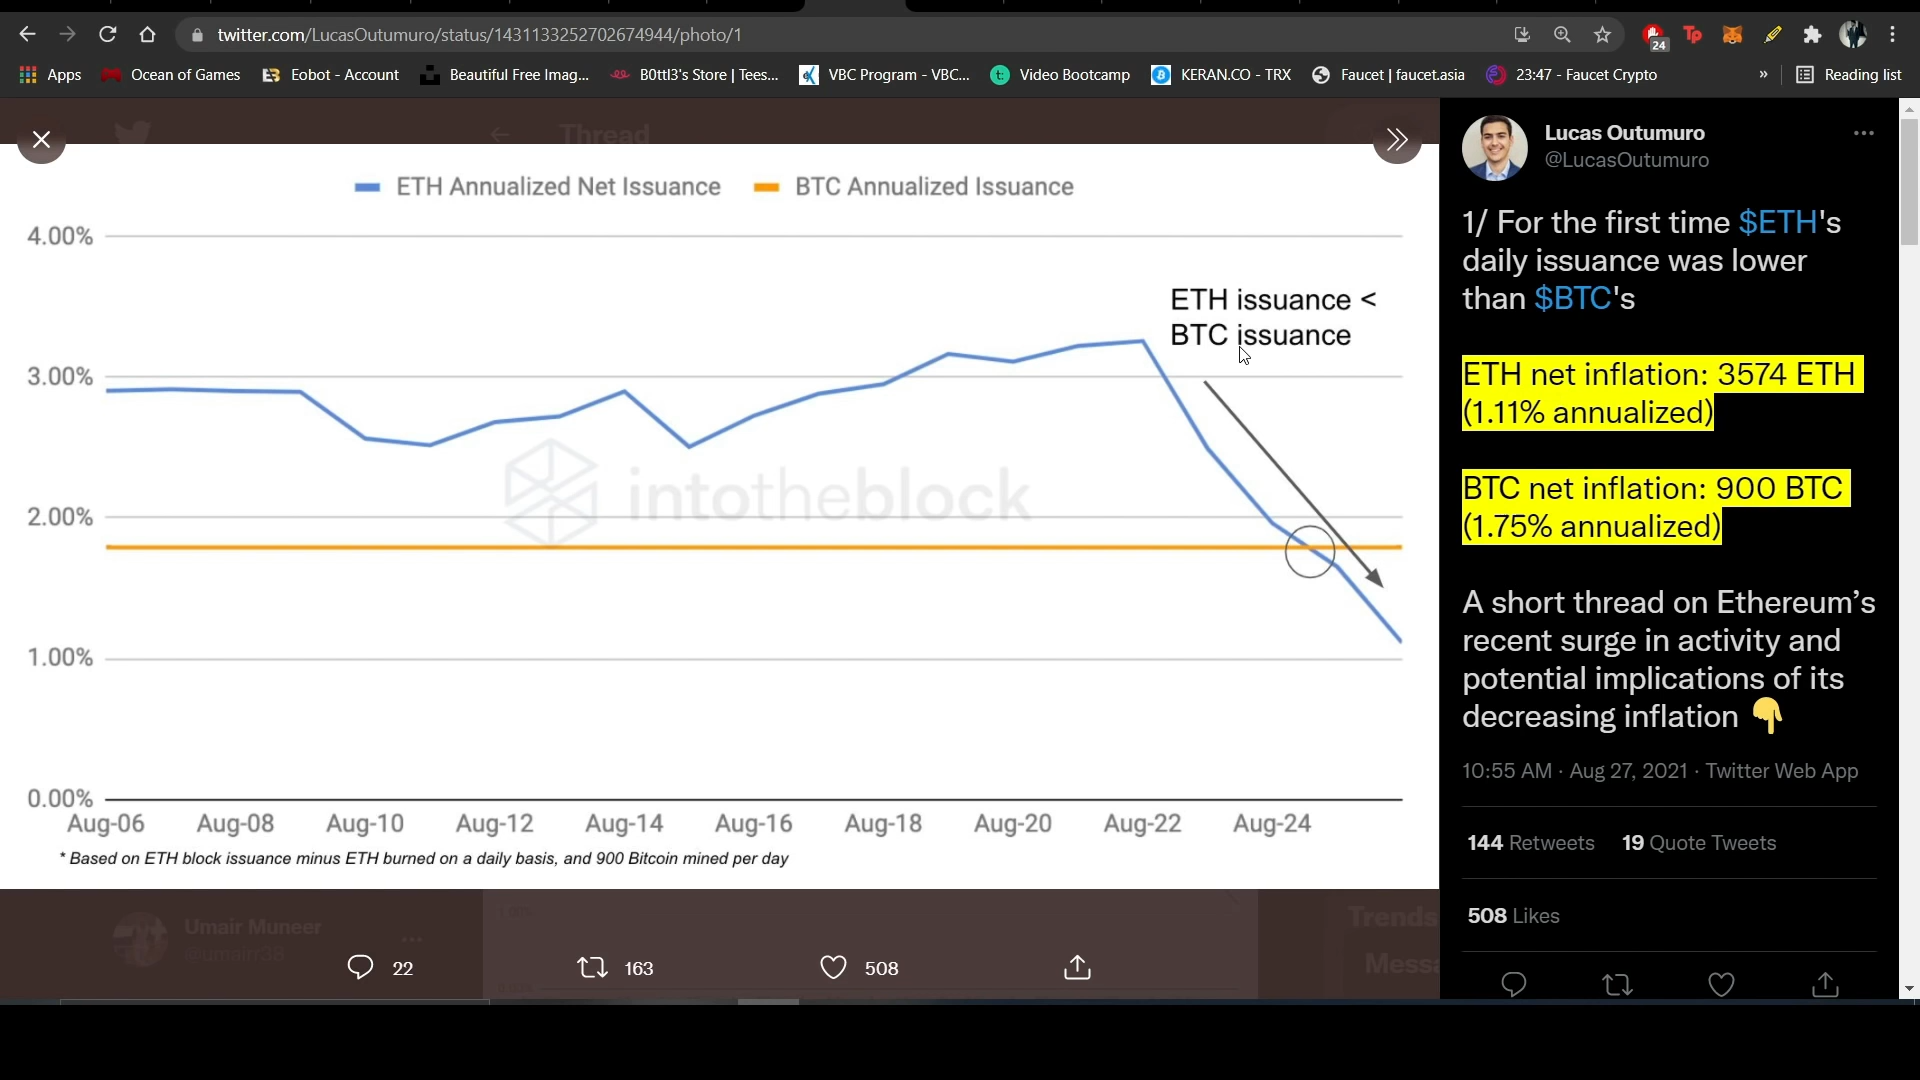 twitter.com/LucasOutumuro/status/1431133252702674944/photo/1
24
Apps
Ocean of Games
Eobot - Account
Beautiful Free Imag...
B0ttl3's Store | Tees...
VBC Program - VBC...
Video Bootcamp
KERAN.CO - TRX
Faucet | faucet.asia
23:47 - Faucet Crypto
»
Reading list
Thread
ETH Annualized Net Issuance
BTC Annualized Issuance
4.00%
3.00%
2.00%
1.00%
0.00%
ETH issuance <
BTC issuance
intotheblock
Aug-06 Aug-08 Aug-10 Aug-12 Aug-14 Aug-16 Aug-18 Aug-20 Aug-22 Aug-24
* Based on ETH block issuance minus ETH burned on a daily basis, and 900 Bitcoin mined per day
Umair Muneer
Trends
22
163
508
Lucas Outumuro
@LucasOutumuro
1/ For the first time $ETH's
daily issuance was lower
than $BTC's
ETH net inflation: 3574 ETH
(1.11% annualized)
BTC net inflation: 900 BTC
(1.75% annualized)
A short thread on Ethereum’s
recent surge in activity and
potential implications of its
decreasing inflation 👇
10:55 AM · Aug 27, 2021 · Twitter Web App
144 Retweets 19 Quote Tweets
508 Likes